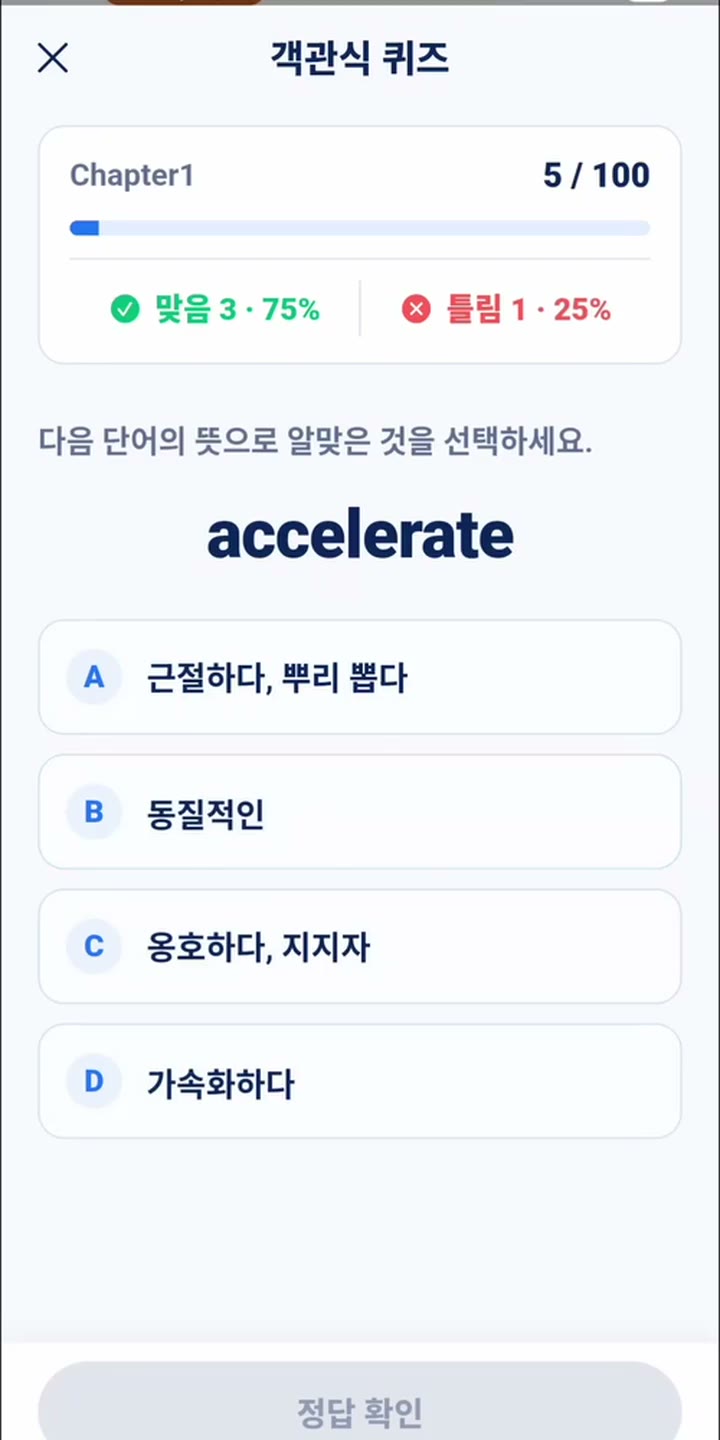 객관식 퀴즈
Chapter1 5 / 100
맞음 3 · 75% 틀림 1 · 25%
다음 단어의 뜻으로 알맞은 것을 선택하세요.
accelerate
A 근절하다, 뿌리 뽑다
B 동질적인
C 옹호하다, 지지자
D 가속화하다
정답 확인